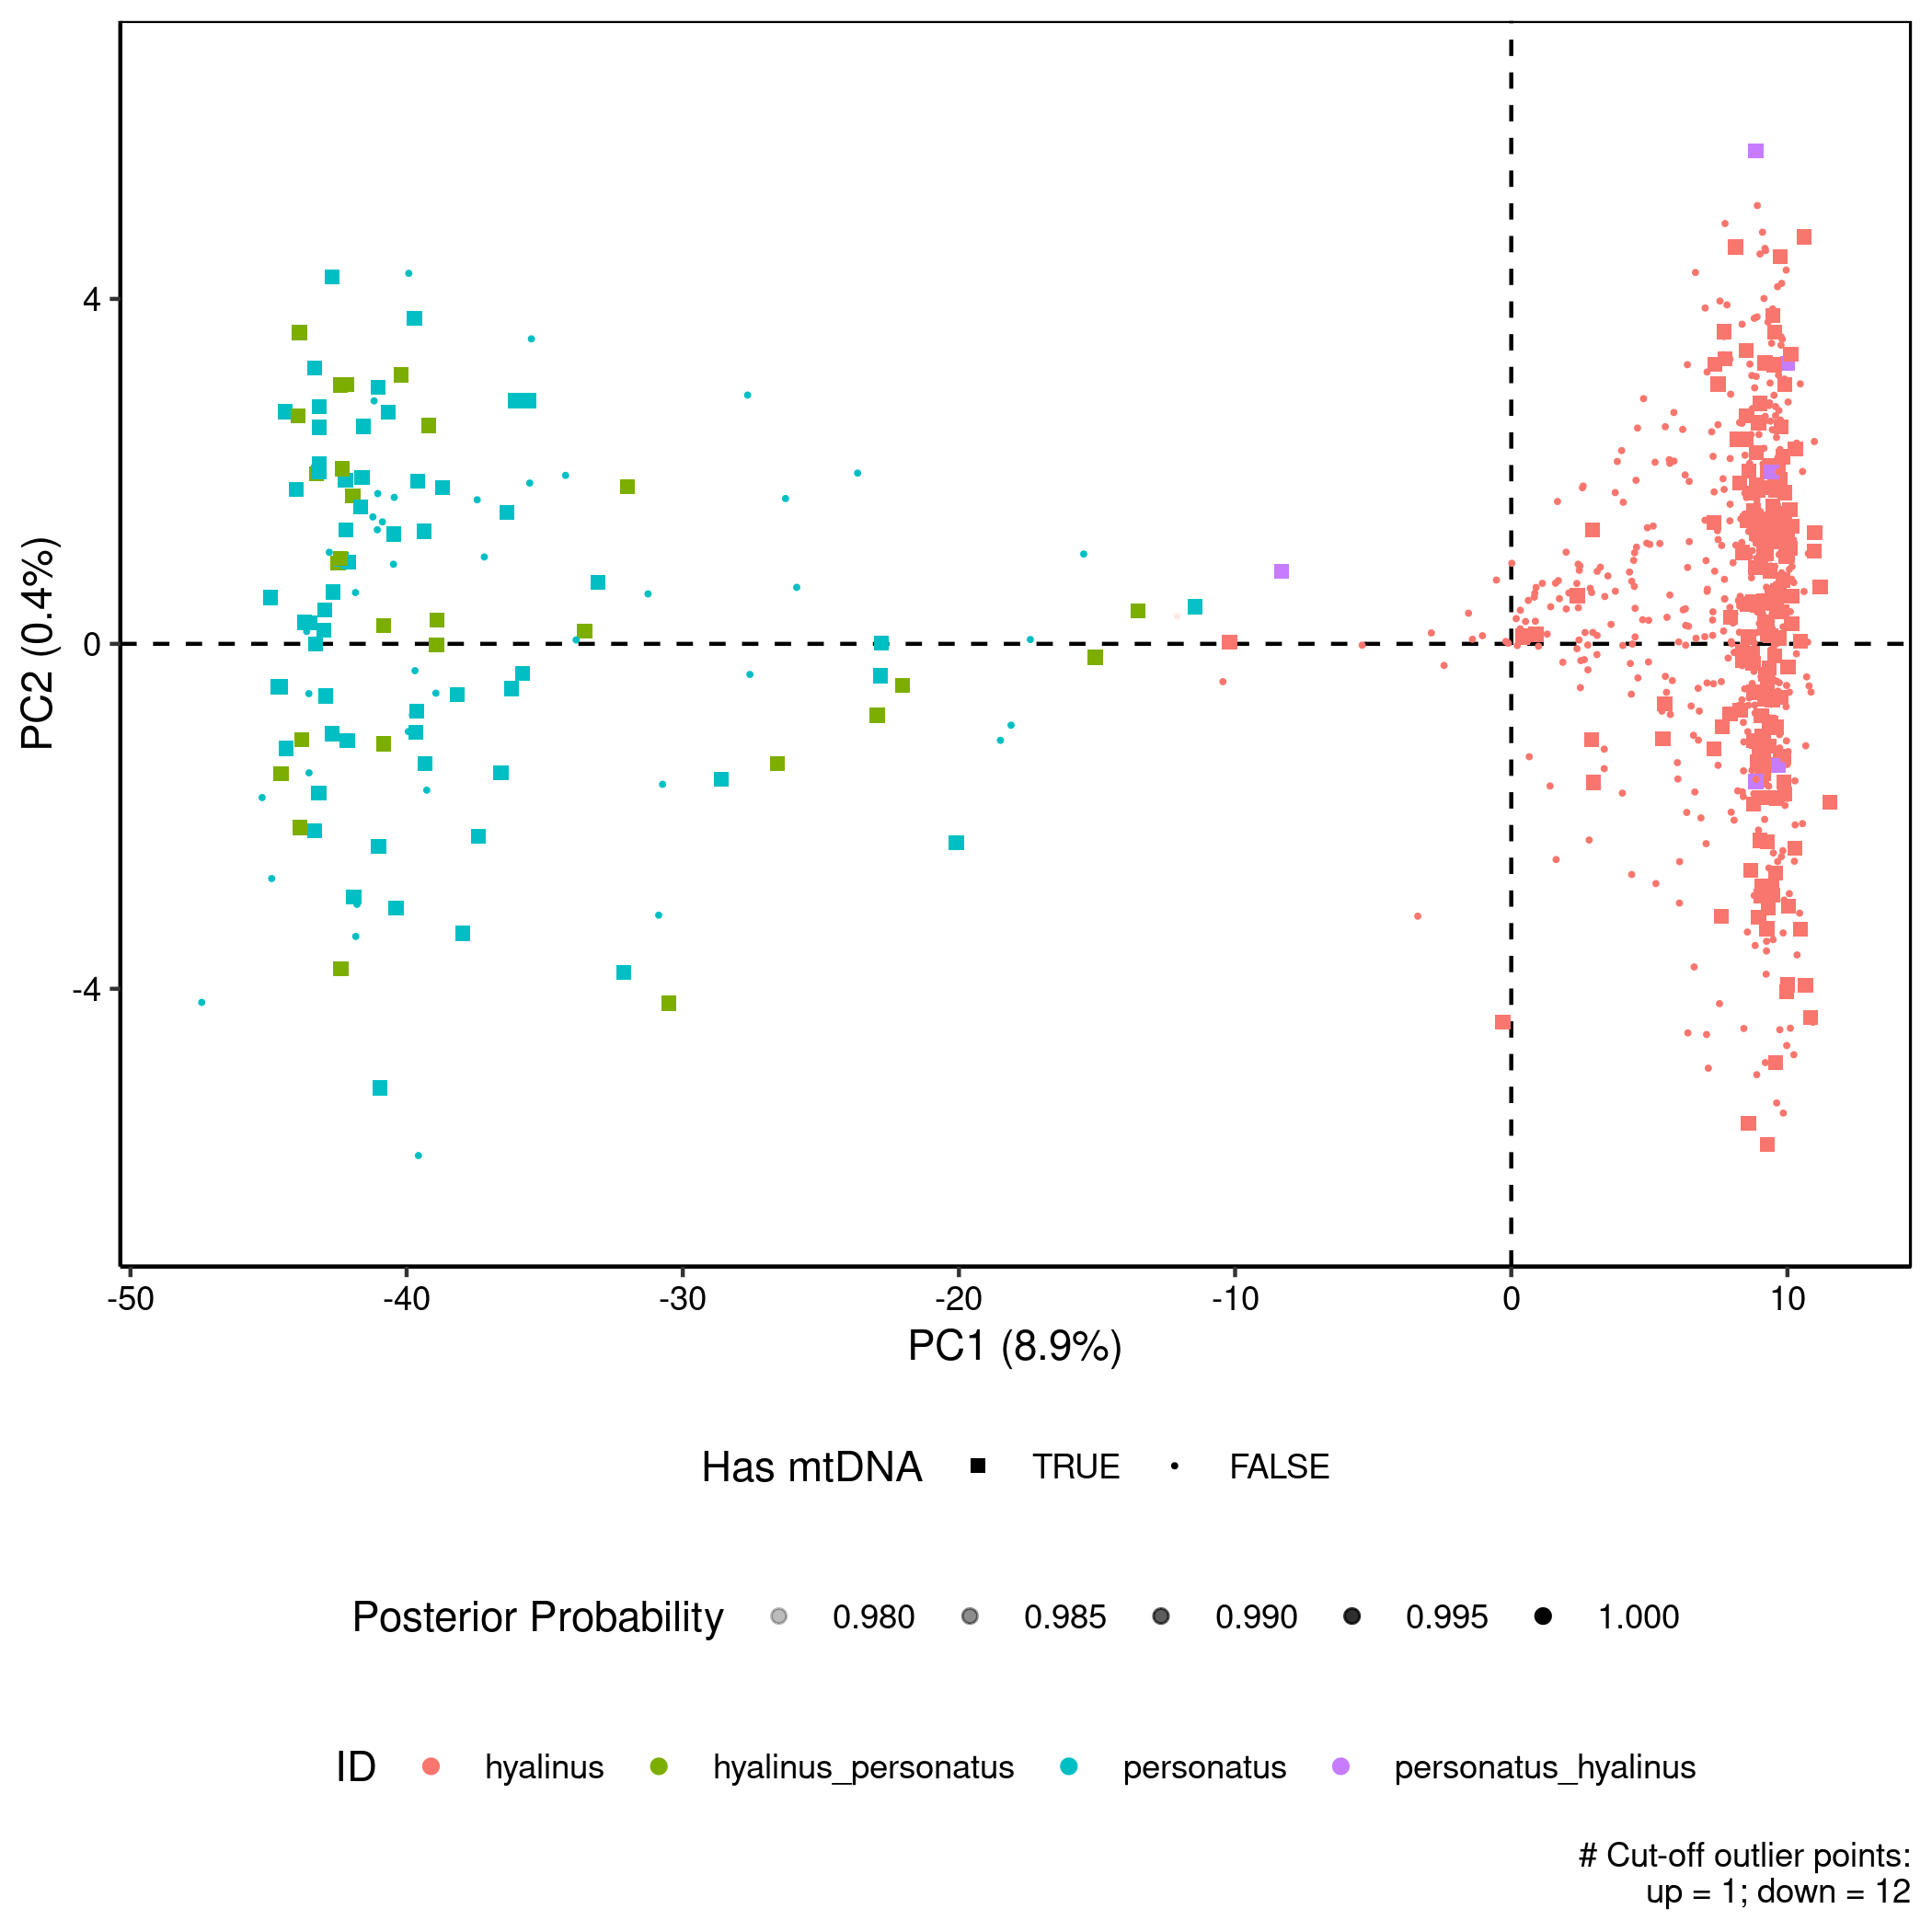 4
0
-4
PC2 (0.4%)
-50 -40 -30 -20 -10 0 10
PC1 (8.9%)
Has mtDNA TRUE FALSE
Posterior Probability 0.980 0.985 0.990 0.995 1.000
ID hyalinus hyalinus_personatus personatus personatus_hyalinus
# Cut-off outlier points:
up = 1; down = 12